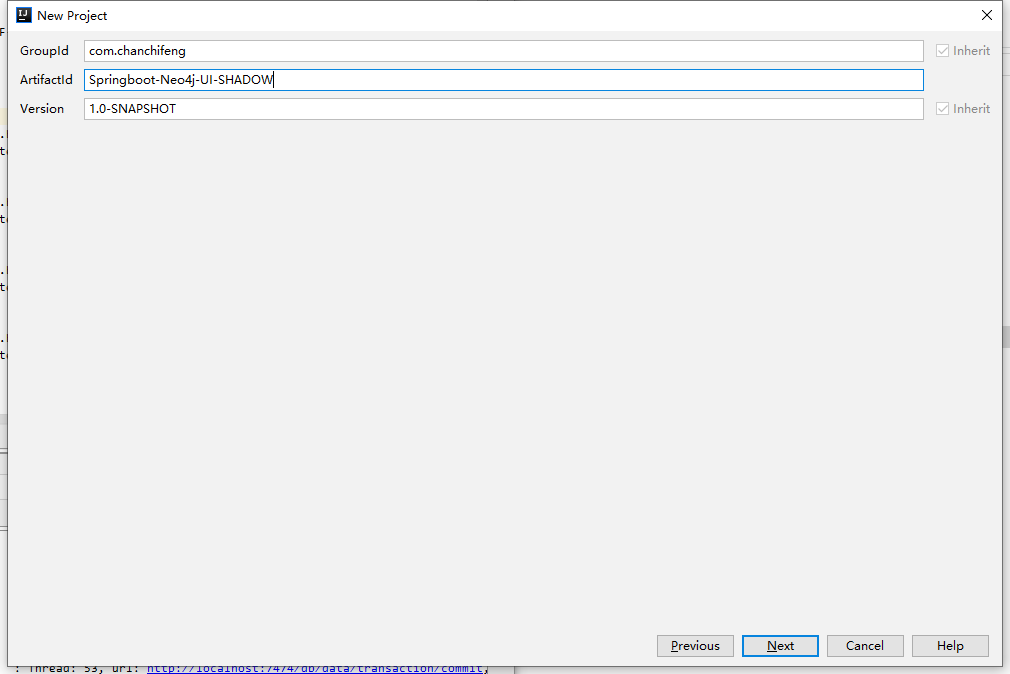 New Project
GroupId com.chanchifeng Inherit
ArtifactId Springboot-Neo4j-UI-SHADOW
Version 1.0-SNAPSHOT Inherit
Previous Next Cancel Help
: Thread: 53, url: http://localhost:7474/db/data/transaction/commit,